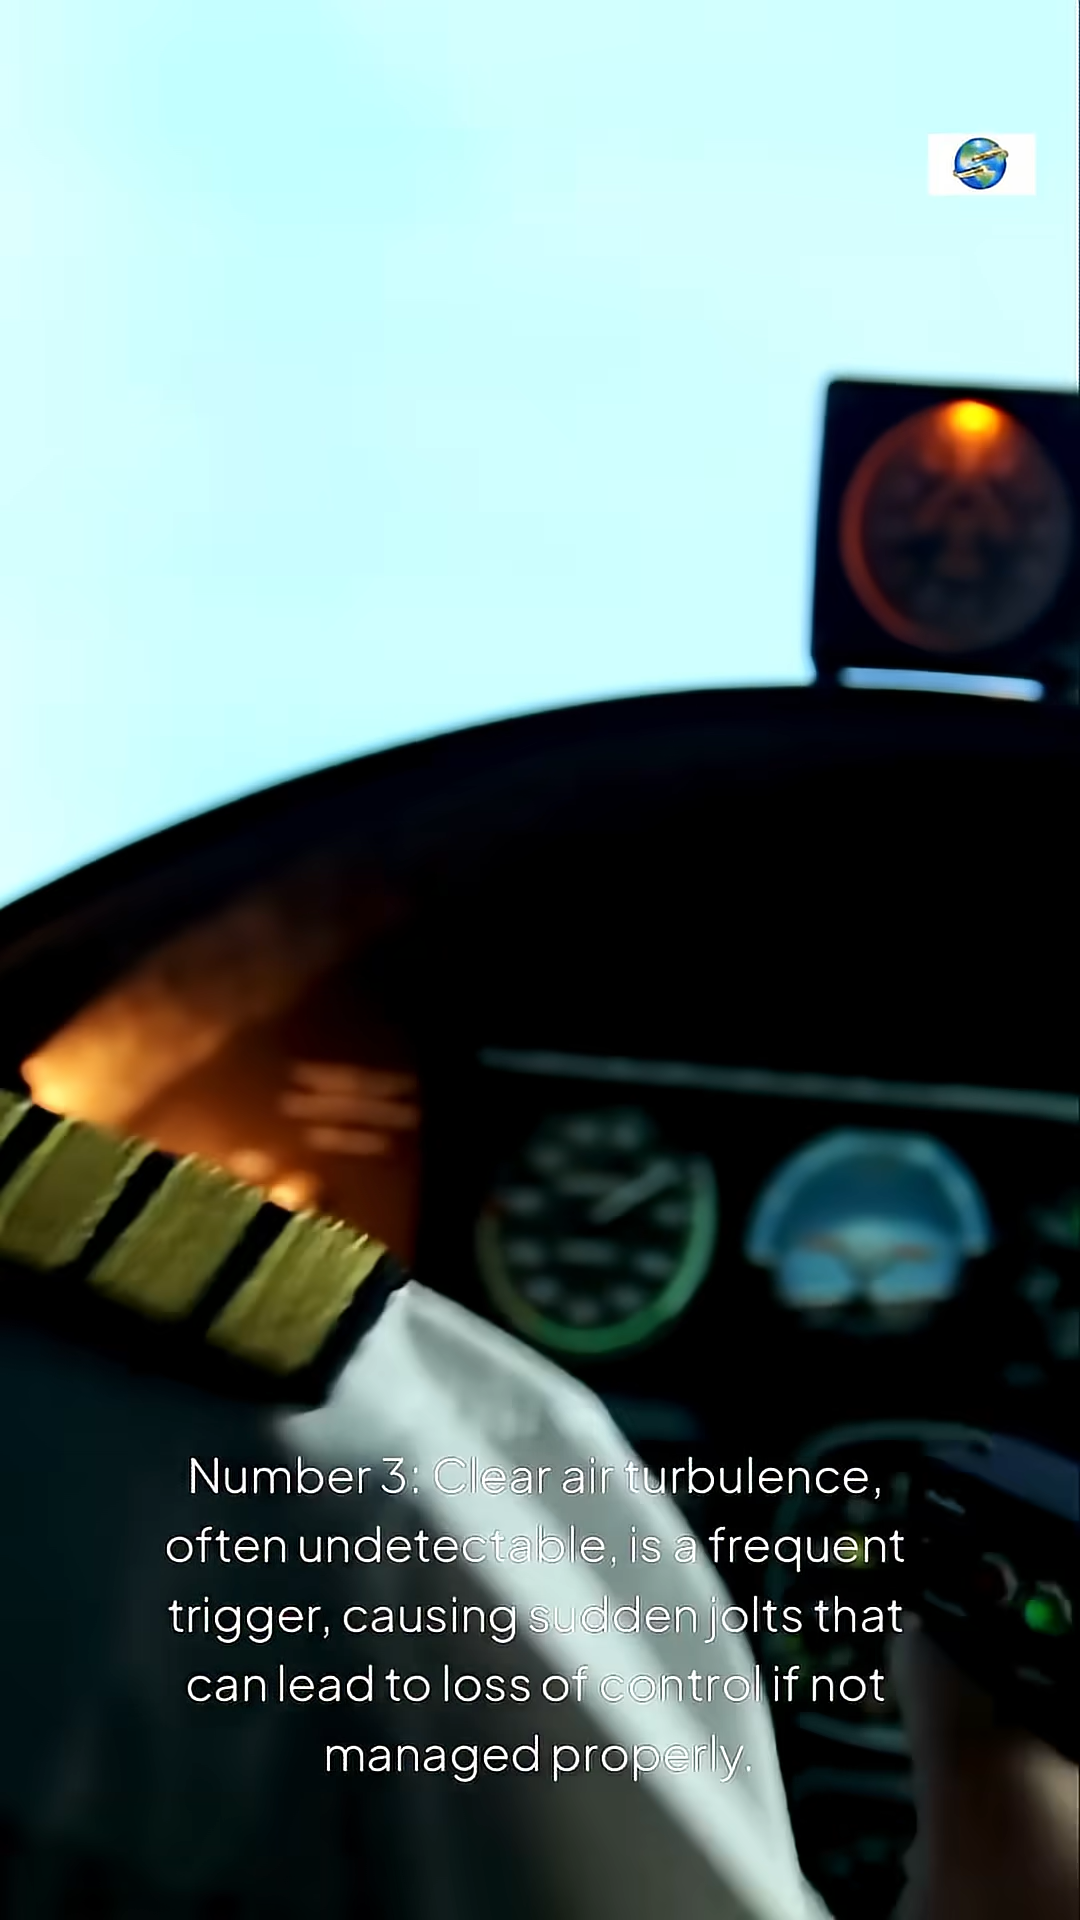 Number 3: Clear air turbulence,
often undetectable, is a frequent
trigger, causing sudden jolts that
can lead to loss of control if not
managed properly.